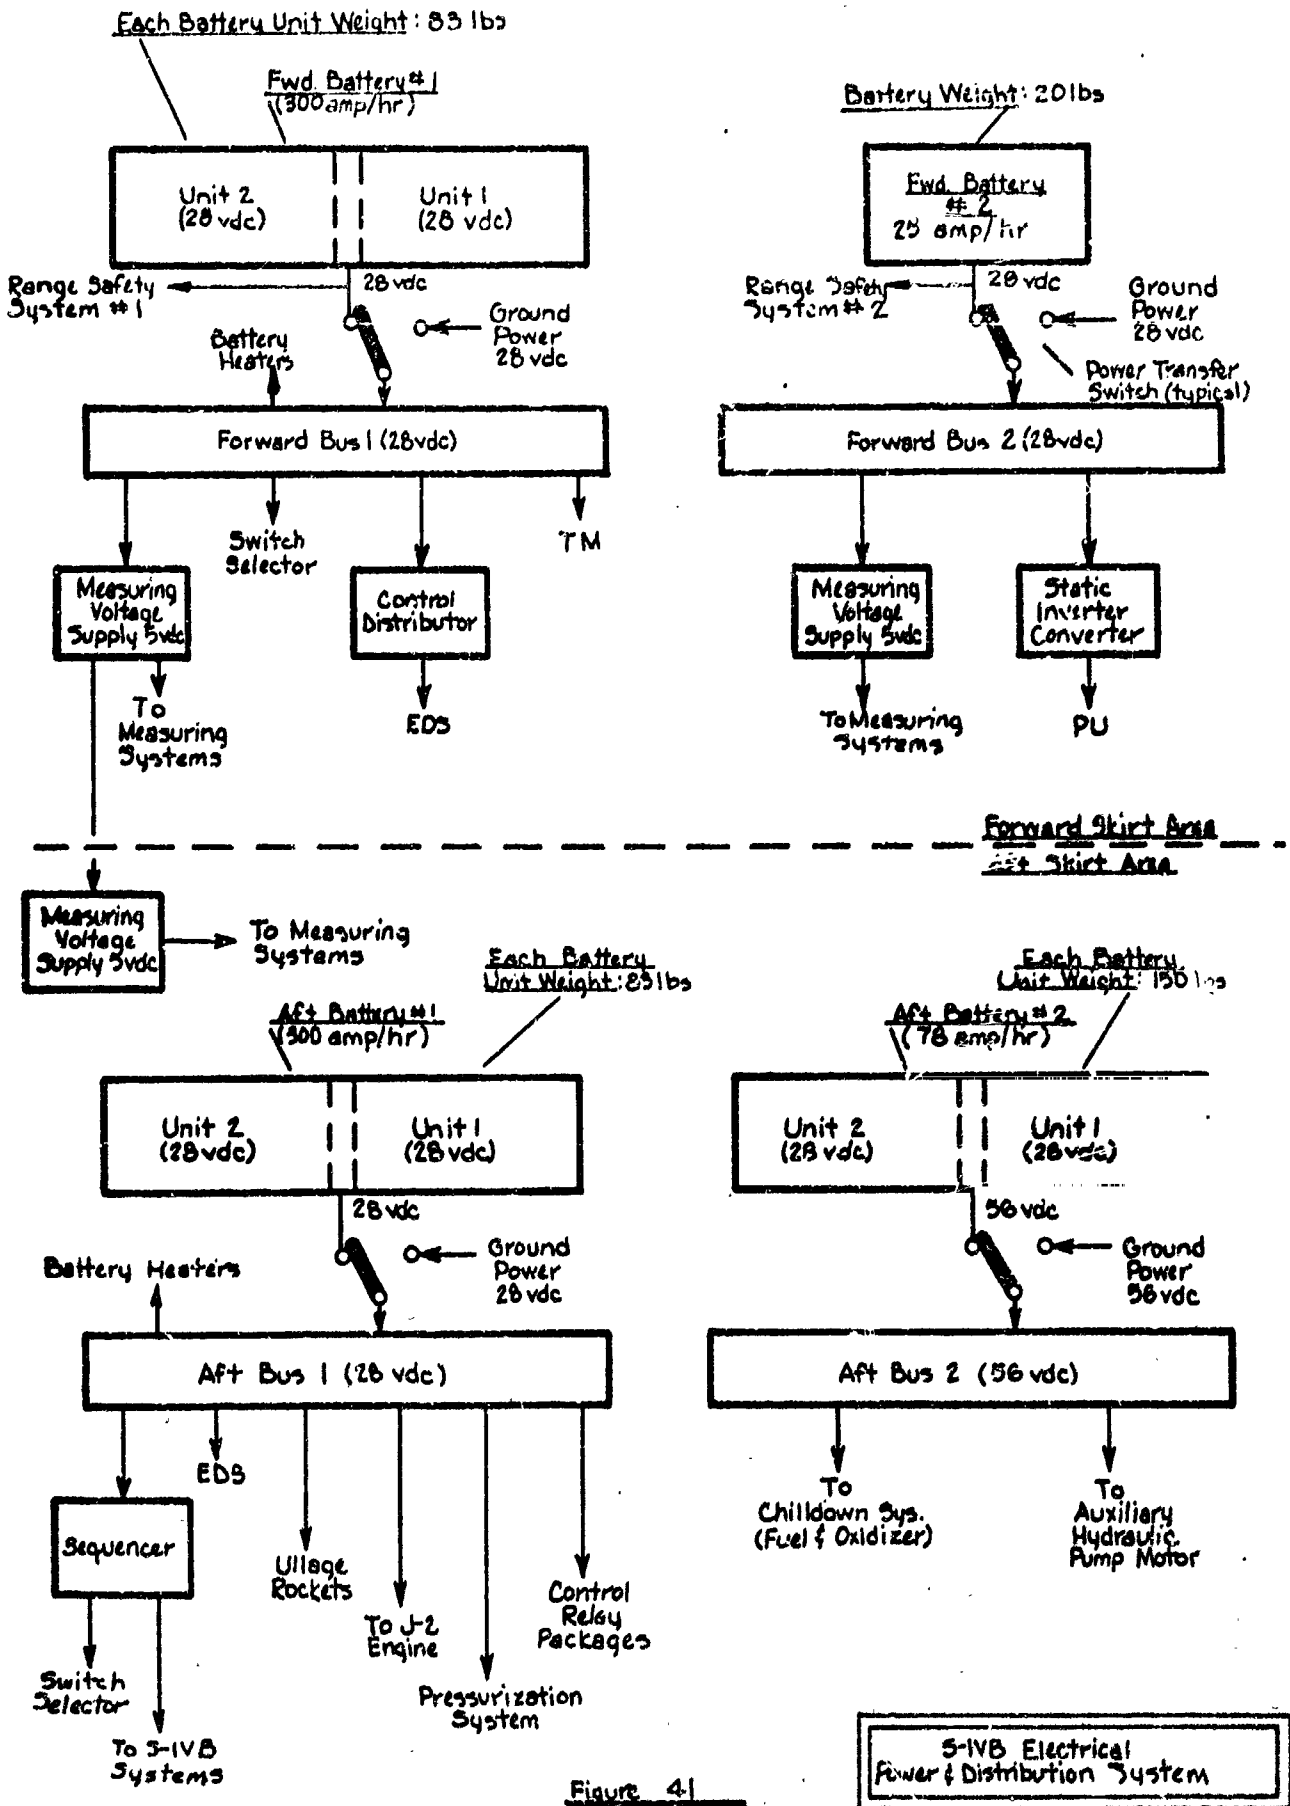 Each Battery Unit Weight: 83 lbs
Fwd. Battery #1
(300 amp/hr)
Unit 2
(28 vdc)
Unit 1
(28 vdc)
Battery Weight: 20 lbs
Fwd. Battery
#2
25 amp/hr
Range Safety
System #1
28 vdc
Ground
Power
28 vdc
Battery
Heaters
Range Safety
System #2
28 vdc
Ground
Power
28 vdc
Power Transfer
Switch (typical)
Forward Bus 1 (28vdc)
Forward Bus 2 (28vdc)
Switch
Selector
TM
Measuring
Voltage
Supply 5vdc
Control
Distributor
Measuring
Voltage
Supply 5vdc
Static
Inverter
Converter
To
Measuring
Systems
EDS
To Measuring
Systems
PU
Forward Skirt Area
Aft Skirt Area
Measuring
Voltage
Supply 5vdc
To Measuring
Systems
Each Battery
Unit Weight: 83 lbs
Aft Battery #1
(300 amp/hr)
Unit 2
(28 vdc)
Unit 1
(28 vdc)
Each Battery
Unit Weight: 150 lbs
Aft Battery #2
(78 amp/hr)
Unit 2
(28 vdc)
Unit 1
(28 vdc)
28 vdc
Ground
Power
28 vdc
Battery Heaters
56 vdc
Ground
Power
56 vdc
Aft Bus 1 (28 vdc)
Aft Bus 2 (56 vdc)
EDS
Sequencer
Ullage
Rockets
To J-2
Engine
Control
Relay
Packages
Pressurization
System
Switch
Selector
To S-IVB
Systems
To
Chilldown Sys.
(Fuel & Oxidizer)
To
Auxiliary
Hydraulic
Pump Motor
S-IVB Electrical
Power & Distribution System
Figure 41